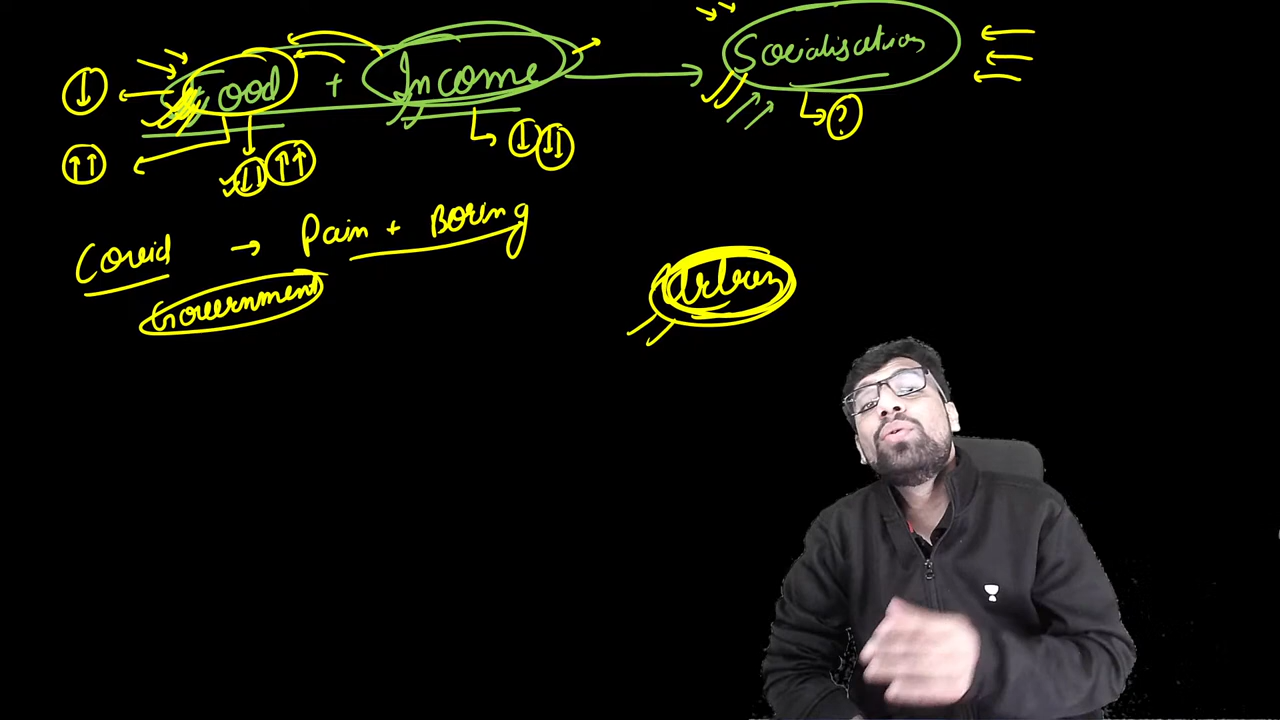 Food + Income → Socialisation
↓ ↓ ↓↓ ?
↑↑ ↓↓ ↑↑
Covid → Pain + Boring
Government
Urban